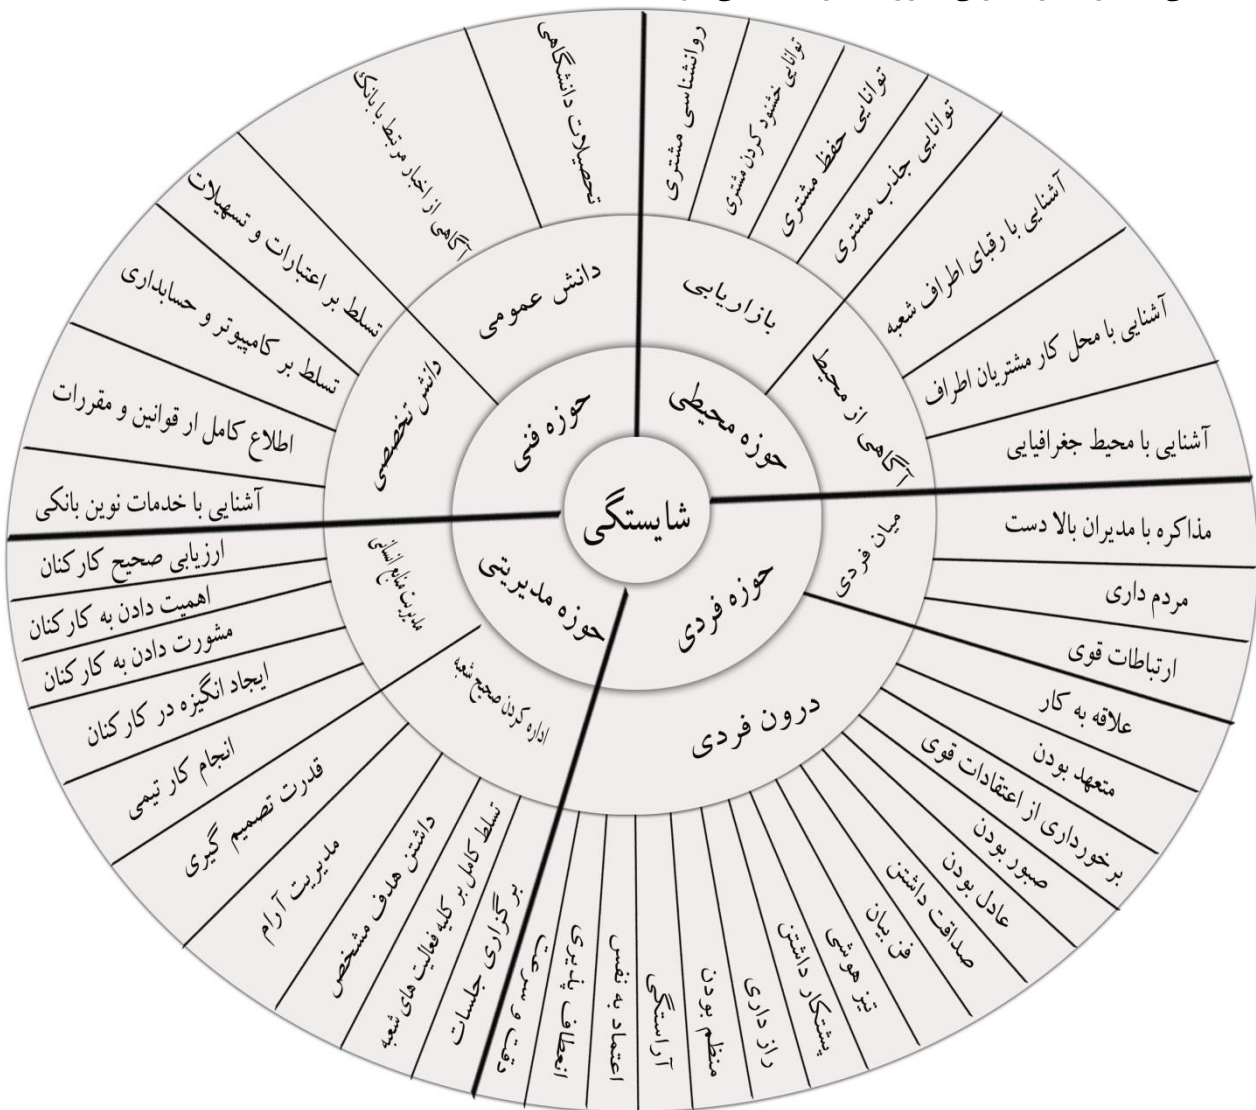 شایستگی
حوزه محیطی
بازاریابی
روانشناسی مشتری
توانایی خشنود کردن مشتری
توانایی حفظ مشتری
توانایی جذب مشتری
آگاهی از محیط
آشنایی با رقبای اطراف شعبه
آشنایی با محل کار مشتریان اطراف
آشنایی با محیط جغرافیایی
حوزه فردی
میان فردی
مذاکره با مدیران بالا دست
مردم داری
ارتباطات قوی
درون فردی
علاقه به کار
متعهد بودن
برخورداری از اعتقادات قوی
صبور بودن
عادل بودن
صداقت داشتن
فن بیان
تیز هوشی
پشتکار داشتن
راز داری
منظم بودن
آراستگی
اعتماد به نفس
انعطاف پذیری
دقت و سرعت
حوزه مدیریتی
اداره کردن صحیح شعبه
برگزاری جلسات
تسلط کامل بر کلیه فعالیت های شعبه
داشتن هدف مشخص
مدیریت آرام
قدرت تصمیم گیری
مدیریت منابع انسانی
انجام کار تیمی
ایجاد انگیزه در کارکنان
مشورت دادن به کارکنان
اهمیت دادن به کارکنان
ارزیابی صحیح کارکنان
حوزه فنی
دانش تخصصی
آشنایی با خدمات نوین بانکی
اطلاع کامل ار قوانین و مقررات
تسلط بر کامپیوتر و حسابداری
تسلط بر اعتبارات و تسهیلات
دانش عمومی
آگاهی از اخبار مرتبط با بانک
تحصیلات دانشگاهی